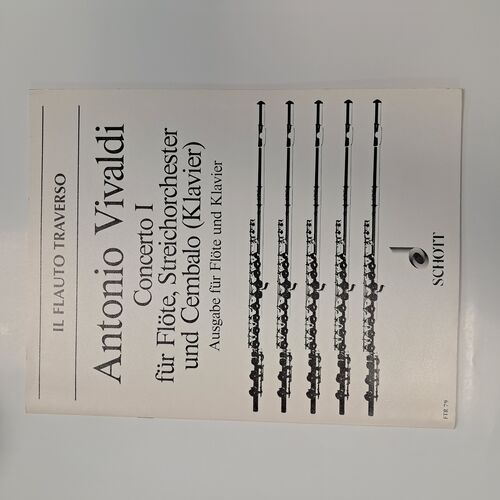 IL FLAUTO TRAVERSO
Antonio Vivaldi
Concerto I
für Flöte, Streichorchester
und Cembalo (Klavier)
Ausgabe für Flöte und Klavier
SCHOTT
FTR 79